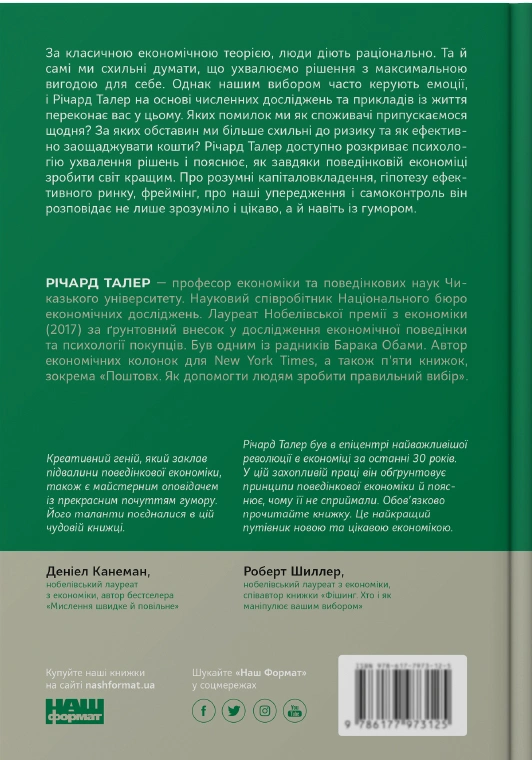 За класичною економічною теорією, люди діють раціонально. Та й
самі ми схильні думати, що ухвалюємо рішення з максимальною
вигодою для себе. Однак нашим вибором часто керують емоції,
і Річард Талер на основі численних досліджень та прикладів із життя
переконає вас у цьому. Яких помилок ми як споживачі припускаємося
щодня? За яких обставин ми більше схильні до ризику та як ефектив-
но заощаджувати кошти? Річард Талер доступно розкриває психоло-
гію ухвалення рішень і пояснює, як завдяки поведінковій економіці
зробити світ кращим. Про розумні капіталовкладення, гіпотезу ефек-
тивного ринку, фреймінг, про наші упередження і самоконтроль він
розповідає не лише зрозуміло і цікаво, а й навіть із гумором.
РІЧАРД ТАЛЕР — професор економіки та поведінкових наук Чи-
казького університету. Науковий співробітник Національного бюро
економічних досліджень. Лауреат Нобелівської премії з економіки
(2017) за ґрунтовний внесок у дослідження економічної поведінки
та психології покупців. Був одним із радників Барака Обами. Автор
економічних колонок для New York Times, а також п'яти книжок,
зокрема «Поштовх. Як допомогти людям зробити правильний вибір».
Креативний геній, який заклав
підвалини поведінкової економіки,
також є майстерним оповідачем
із прекрасним почуттям гумору.
Його таланти поєдналися в цій
чудовій книжці.
Деніел Канеман,
нобелівський лауреат
з економіки, автор бестселера
«Мислення швидке й повільне»
Річард Талер був в епіцентрі найважливішої
революції в економіці за останні 30 років.
У цій захопливій праці він обґрунтовує
принципи поведінкової економіки й пояс-
нює, чому її не сприймали. Обов'язково
прочитайте книжку. Це найкращий
путівник новою та цікавою економікою.
Роберт Шиллер,
нобелівський лауреат з економіки,
співавтор книжки «Фішинг. Хто і як
маніпулює вашим вибором»
Купуйте наші книжки
на сайті nashformat.ua
НАШ
формат
Шукайте «Наш Формат»
у соцмережах
You
Tube
ISBN 978-617-7973-12-5
9 786177 973125